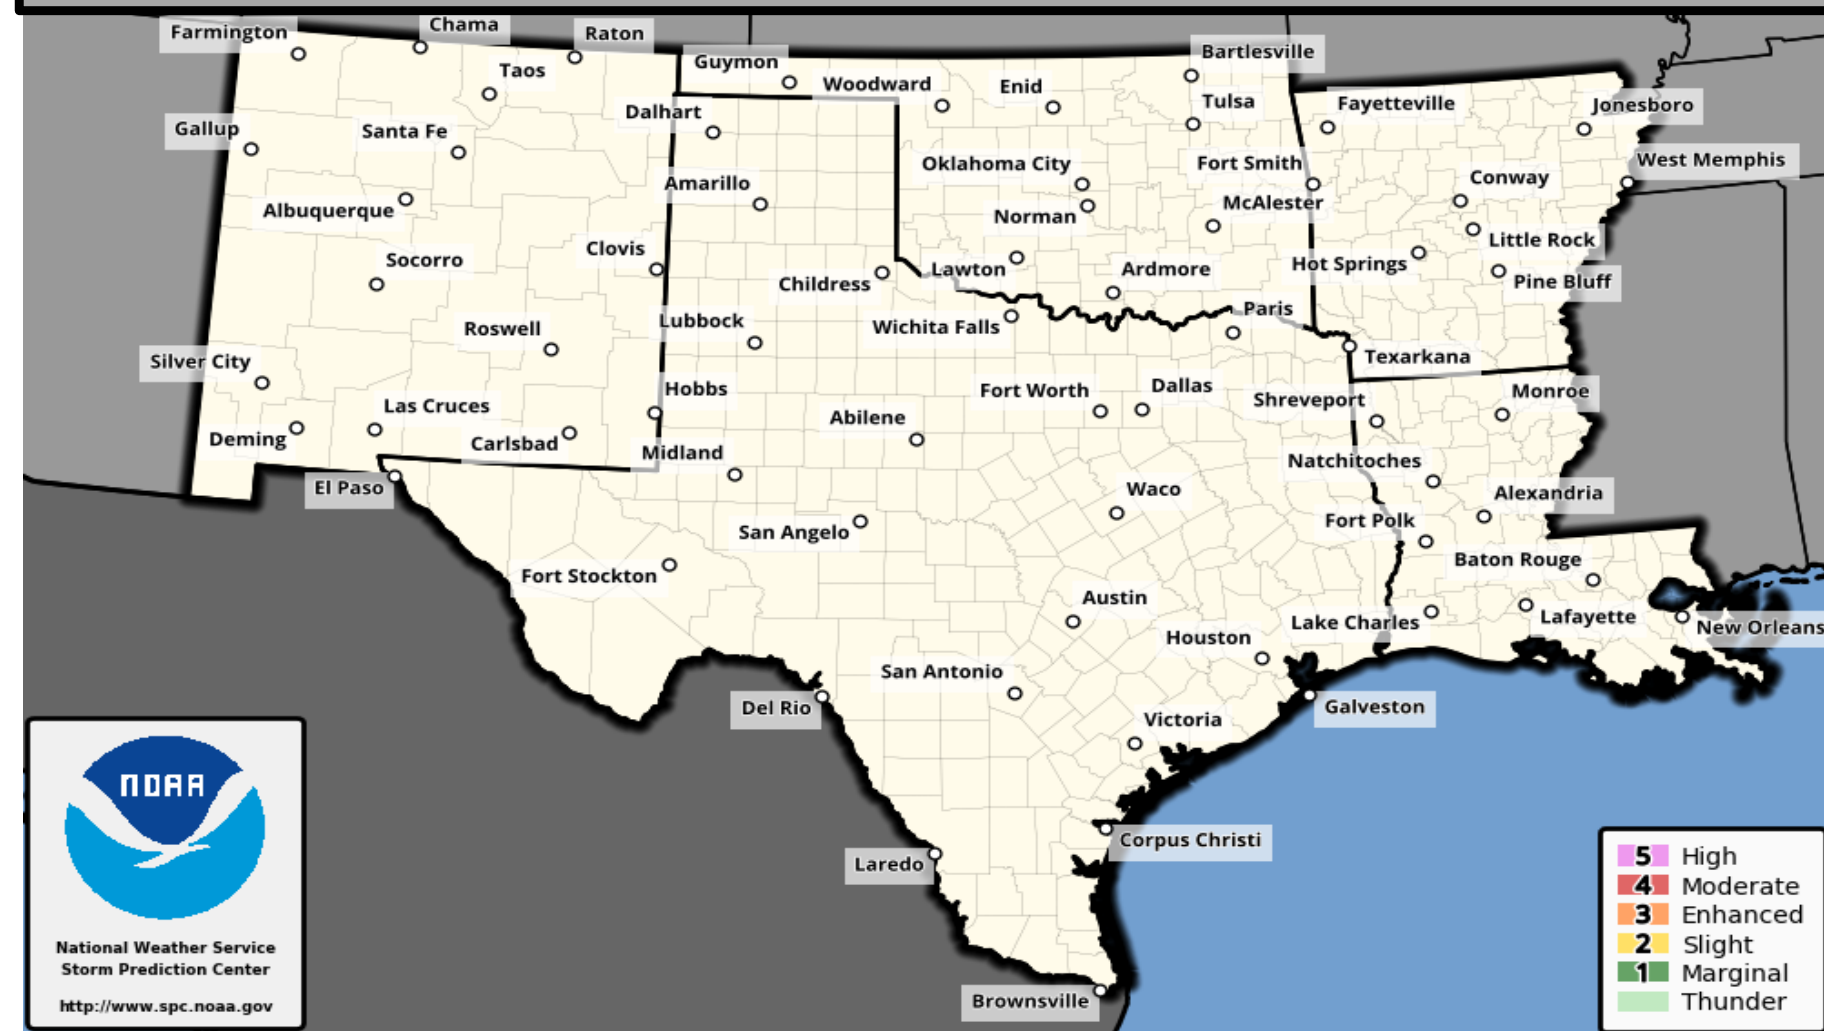 Farmington
Chama
Raton
Taos
Guymon
Woodward
Enid
Bartlesville
Tulsa
Fayetteville
Jonesboro
Gallup
Santa Fe
Dalhart
Oklahoma City
Fort Smith
Conway
West Memphis
Albuquerque
Amarillo
Norman
McAlester
Little Rock
Socorro
Clovis
Childress
Lawton
Ardmore
Hot Springs
Pine Bluff
Roswell
Lubbock
Wichita Falls
Paris
Texarkana
Silver City
Las Cruces
Hobbs
Abilene
Fort Worth
Dallas
Shreveport
Monroe
Deming
Carlsbad
Midland
Natchitoches
El Paso
San Angelo
Waco
Alexandria
Fort Polk
Fort Stockton
Austin
Baton Rouge
Houston
Lake Charles
Lafayette
New Orleans
San Antonio
Del Rio
Victoria
Galveston
Corpus Christi
Laredo
Brownsville
NOAA
National Weather Service
Storm Prediction Center
http://www.spc.noaa.gov
5 High
4 Moderate
3 Enhanced
2 Slight
1 Marginal
Thunder